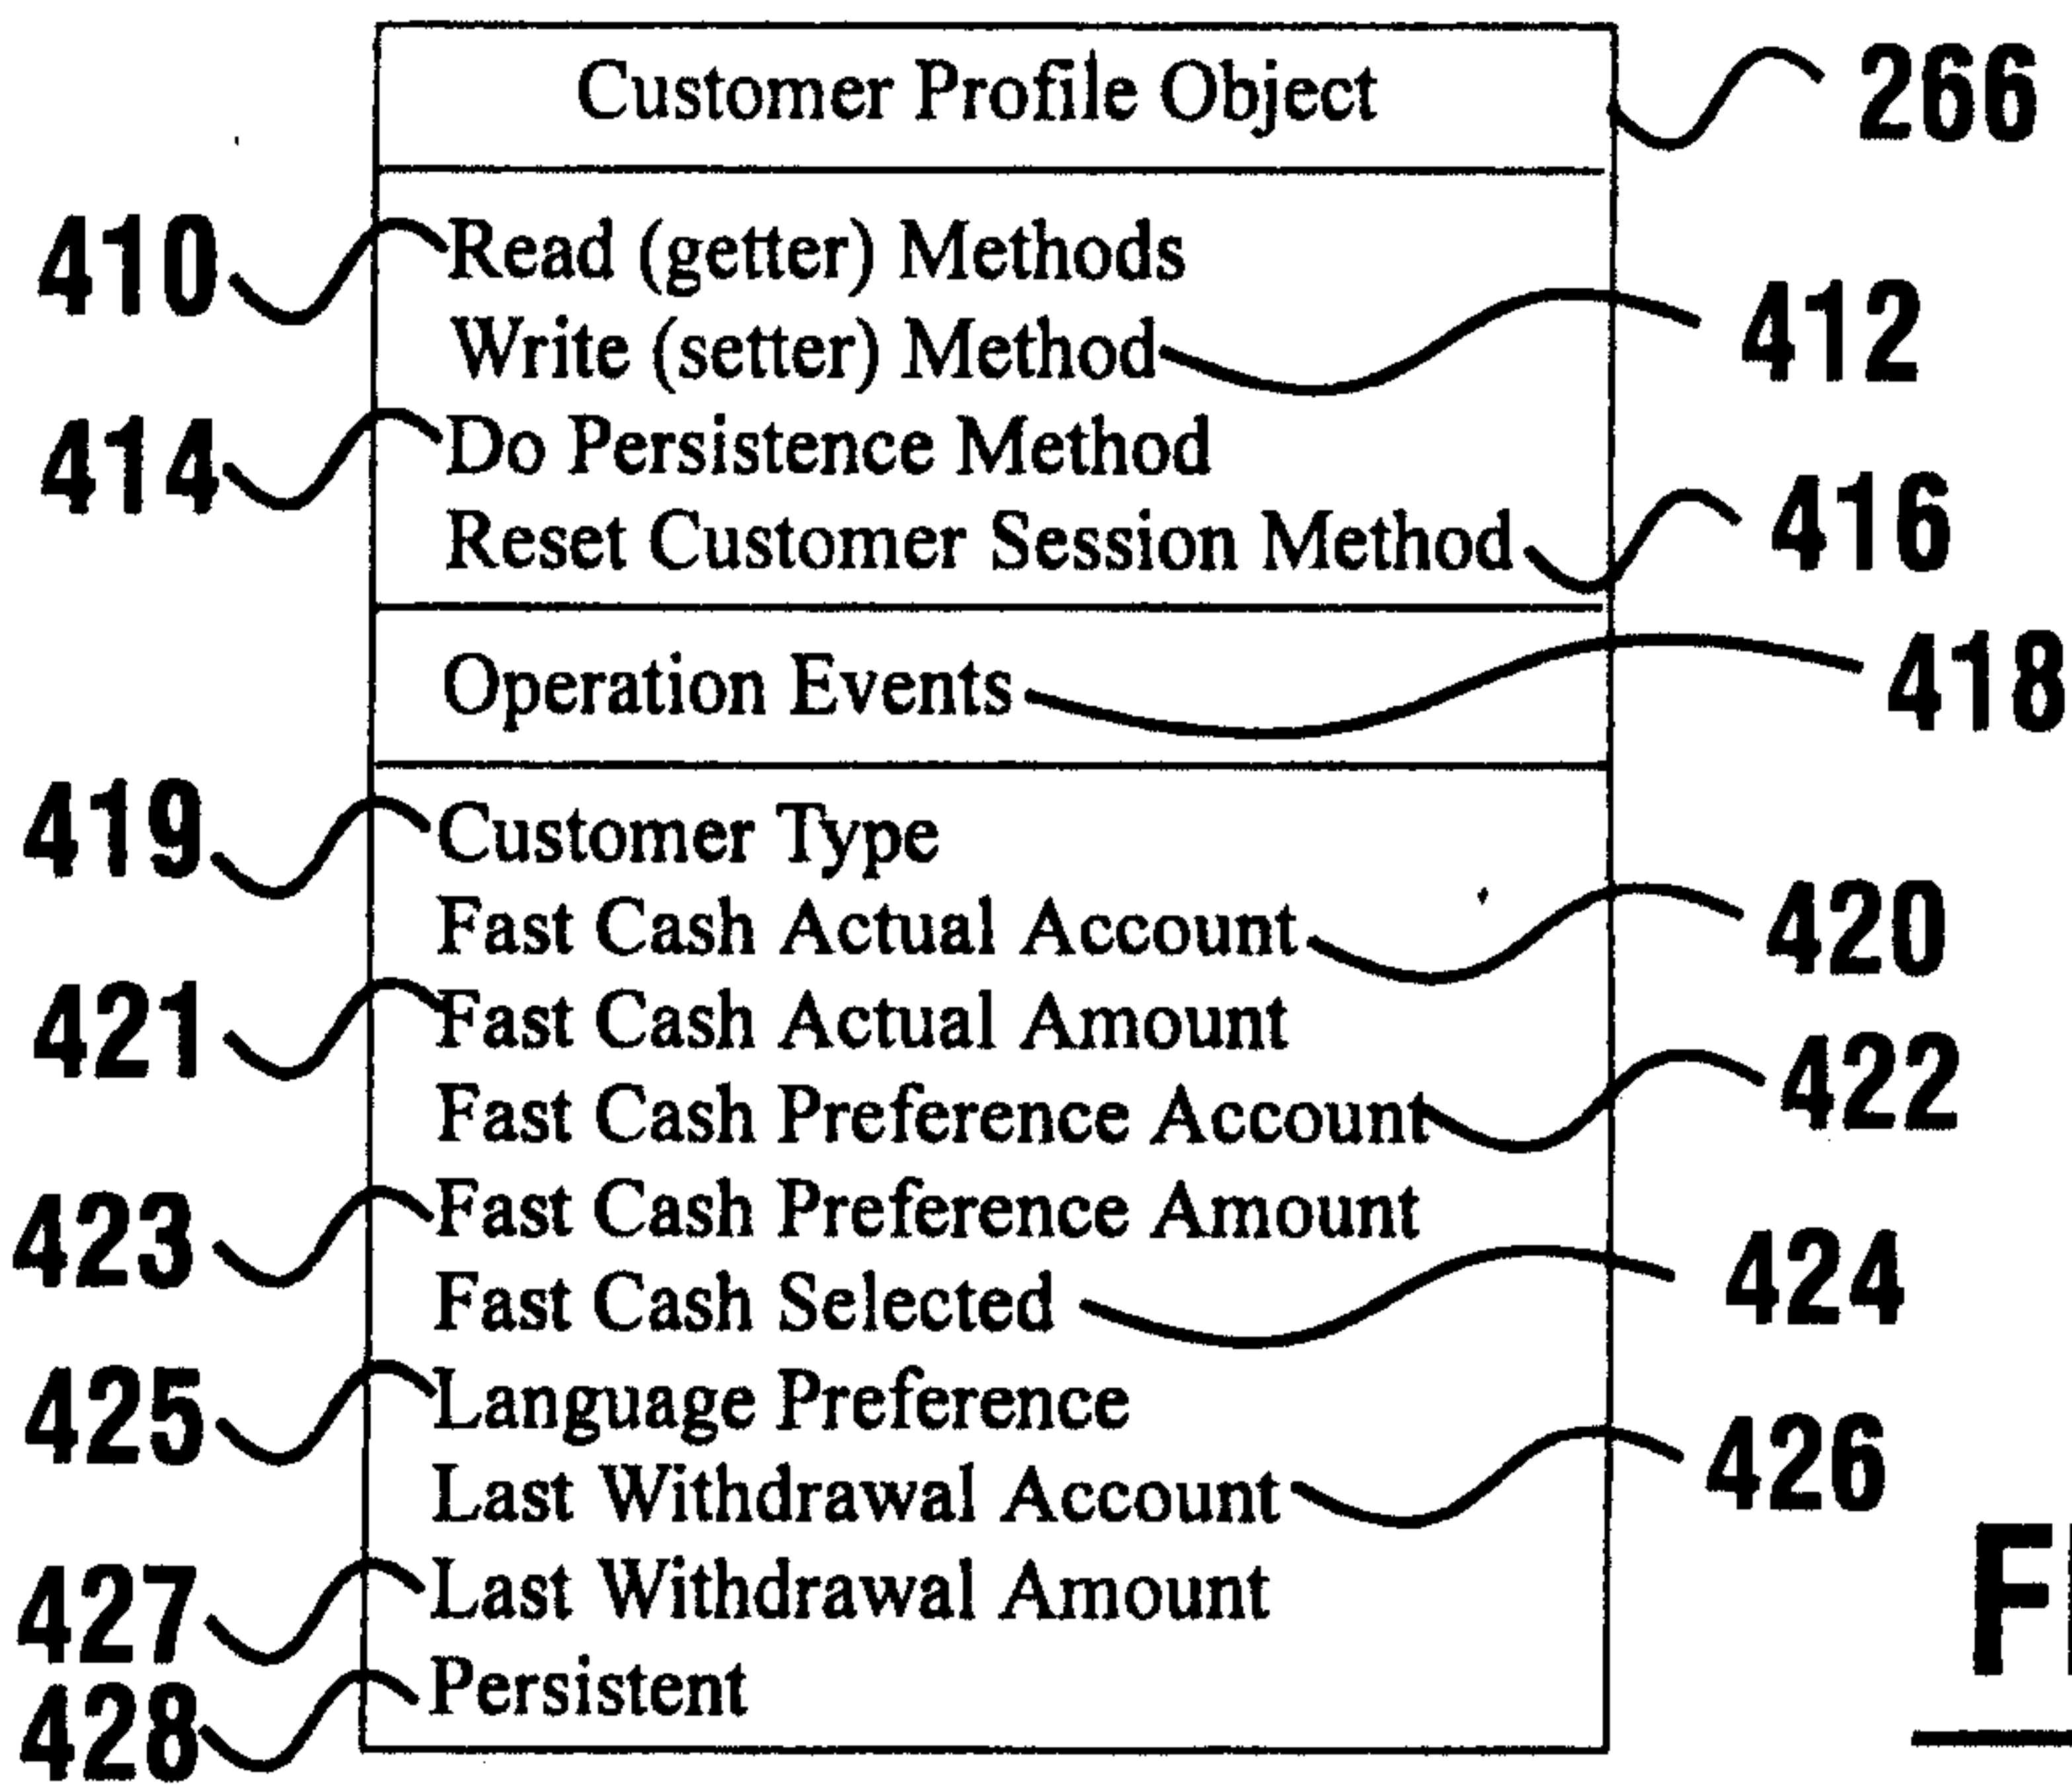 Customer Profile Object 266
410 Read (getter) Methods
Write (setter) Method 412
414 Do Persistence Method
Reset Customer Session Method 416
Operation Events 418
419 Customer Type
Fast Cash Actual Account 420
421 Fast Cash Actual Amount
Fast Cash Preference Account 422
423 Fast Cash Preference Amount
Fast Cash Selected 424
425 Language Preference
Last Withdrawal Account 426
427 Last Withdrawal Amount
428 Persistent